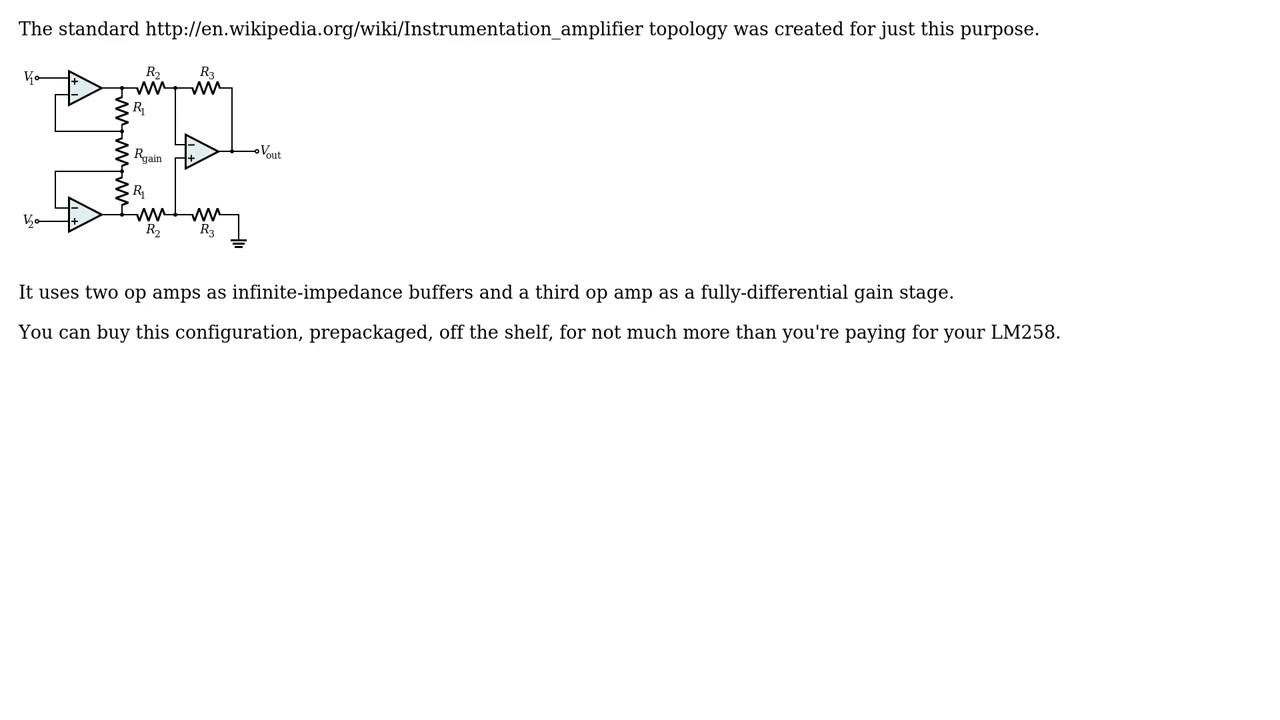 The standard http://en.wikipedia.org/wiki/Instrumentation_amplifier topology was created for just this purpose.
R2 R3
V1
+
−
R1
Rgain
−
+
Vout
R1
−
+
V2
R2 R3
It uses two op amps as infinite-impedance buffers and a third op amp as a fully-differential gain stage.
You can buy this configuration, prepackaged, off the shelf, for not much more than you're paying for your LM258.